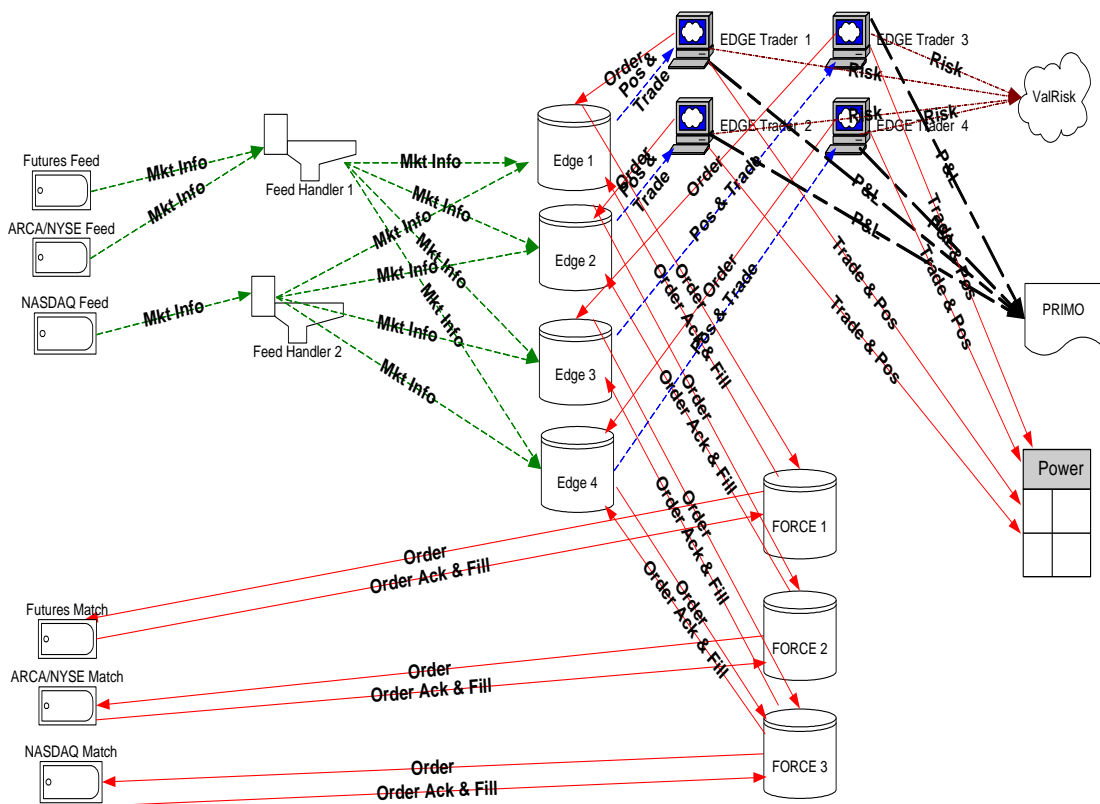 EDGE Trader 1
EDGE Trader 3
Order
Pos &
Trade
Risk
Risk
ValRisk
EDGE Trader 2
EDGE Trader 4
Risk
Risk
Edge 1
Order
Pos &
Trade
Order
Pos & Trade
P&L
P&L
P&L
P&L
Futures Feed
Mkt Info
Mkt Info
Feed Handler 1
Mkt Info
Mkt Info
Mkt Info
Mkt Info
Mkt Info
ARCA/NYSE Feed
Edge 2
Mkt Info
NASDAQ Feed
Mkt Info
Feed Handler 2
Mkt Info
Mkt Info
Edge 3
Order
Pos & Trade
Order
Order Ack & Fill
Trade & Pos
Trade & Pos
Trade & Pos
Trade & Pos
PRIMO
Edge 4
Order
Order Ack & Fill
Power
FORCE 1
Order
Order Ack & Fill
Order
Order Ack & Fill
Order
Order Ack & Fill
Futures Match
FORCE 2
Order
Order Ack & Fill
ARCA/NYSE Match
NASDAQ Match
FORCE 3
Order
Order Ack & Fill